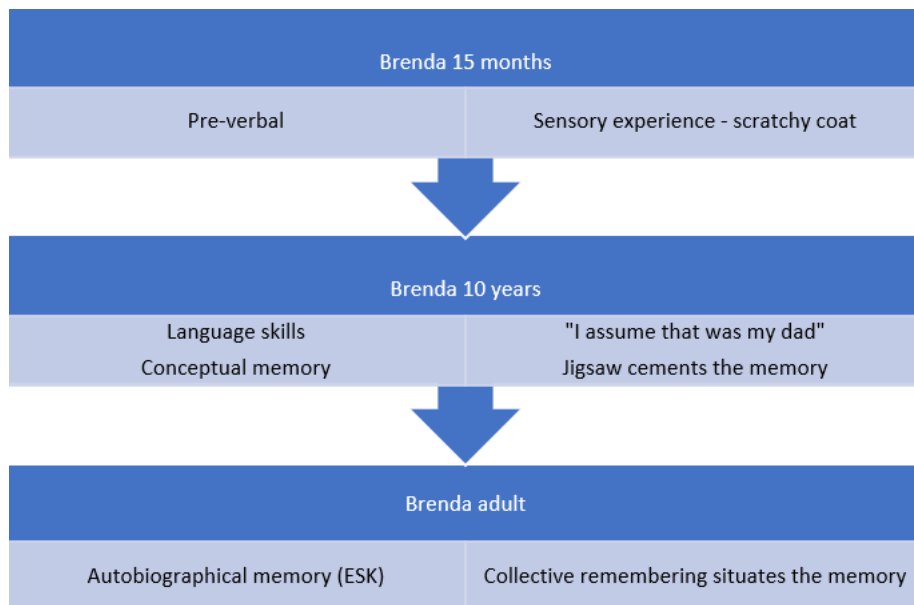 Brenda 15 months
Pre-verbal
Sensory experience - scratchy coat
Brenda 10 years
Language skills
Conceptual memory
"I assume that was my dad"
Jigsaw cements the memory
Brenda adult
Autobiographical memory (ESK)
Collective remembering situates the memory